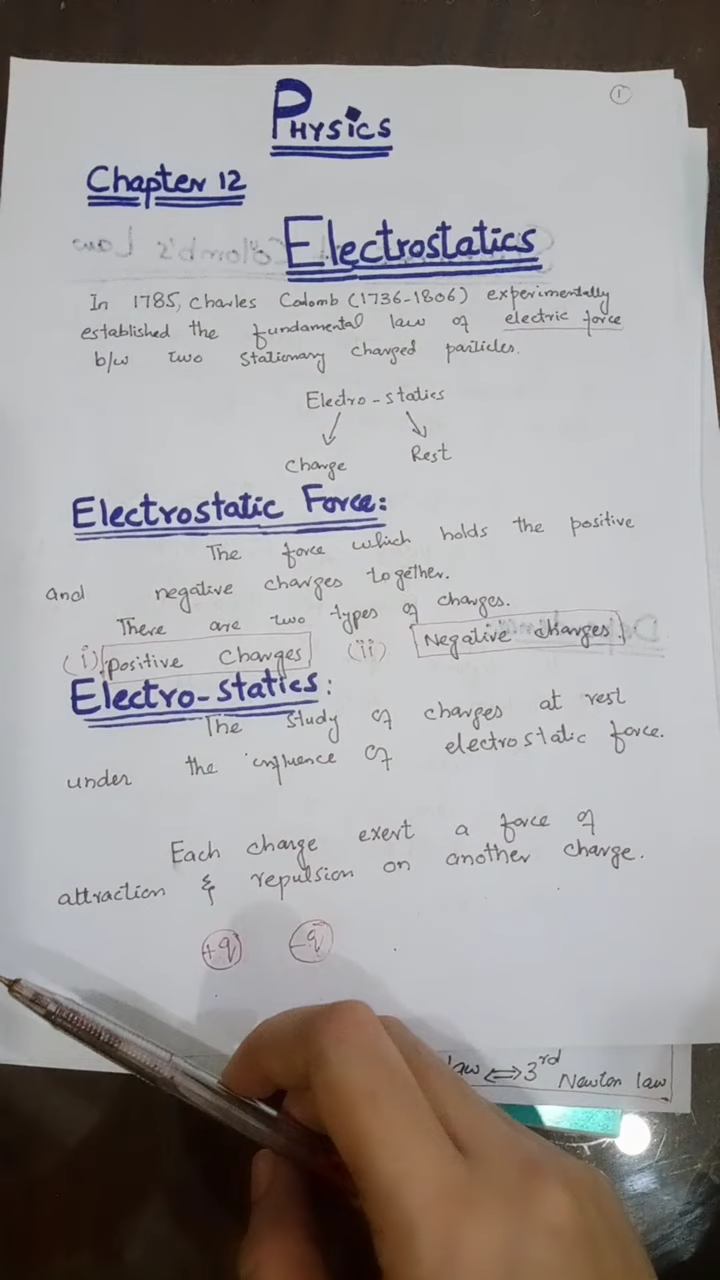 1
Physics
Chapter 12
Electrostatics
In 1785, Charles Colomb (1736-1806) experimentally
established the fundamental law of electric force
b/w two stationary charged particles.
Electro-statics
Charge Rest
Electrostatic Force:
The force which holds the positive
and negative charges together.
There are two types of charges.
(i) positive Charges (ii) Negative charges.
Electro-statics:
The study of charges at rest
under the influence of electrostatic force.
Each charge exert a force of
attraction & repulsion on another charge.
+q -q
law ⟺ 3rd Newton law